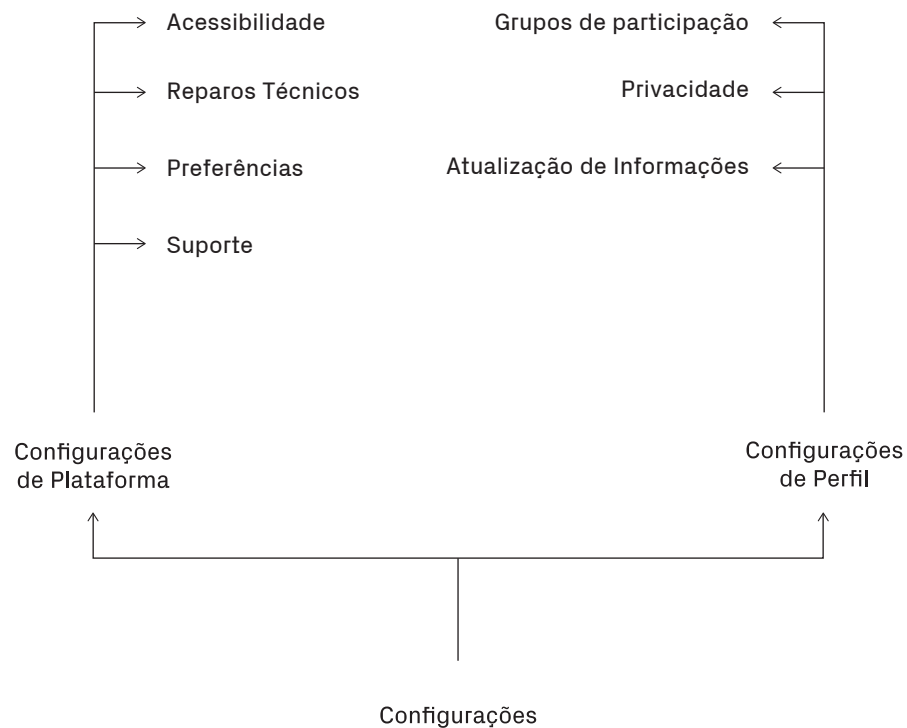 Acessibilidade
Reparos Técnicos
Preferências
Suporte
Grupos de participação
Privacidade
Atualização de Informações
Configurações
de Plataforma
Configurações
de Perfil
Configurações